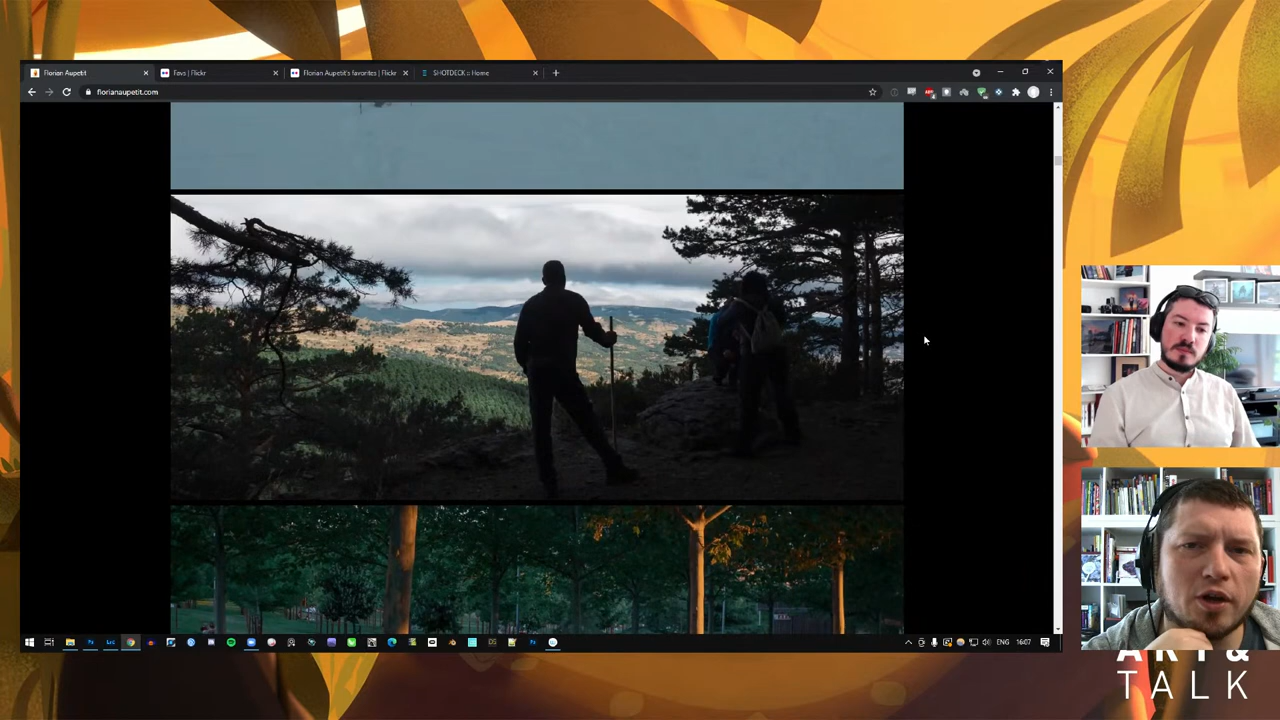 Florian Aupetit
Favs | Flickr
Florian Aupetit's favorites | Flickr
SHOTDECK :: Home
florianaupetit.com
ENG
16:07
ART &
TALK